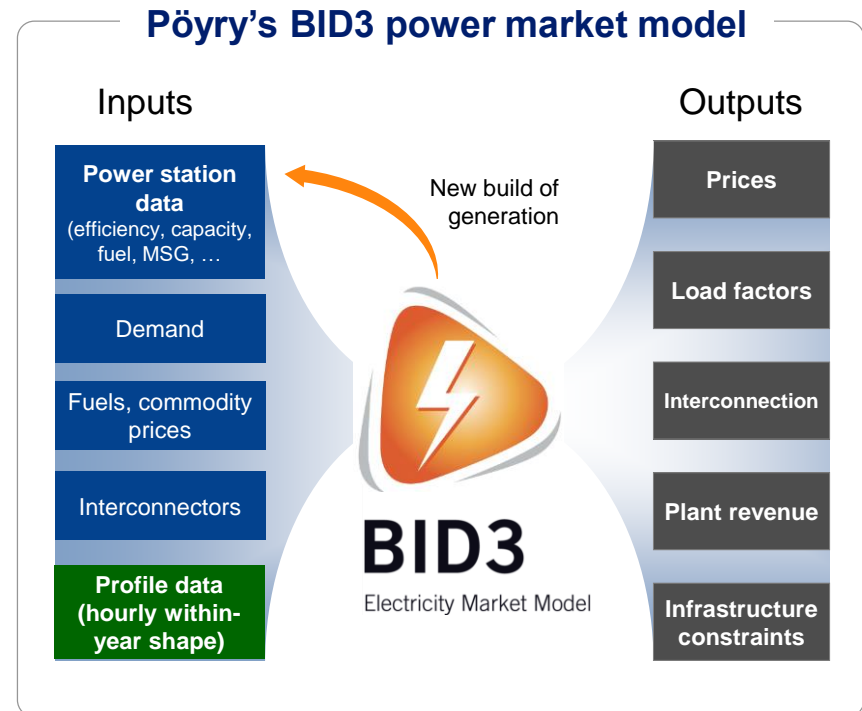 Pöyry's BID3 power market model
Inputs
Power station
data
(efficiency, capacity,
fuel, MSG, …
Demand
Fuels, commodity
prices
Interconnectors
Profile data
(hourly within-
year shape)
New build of
generation
BID3
Electricity Market Model
Outputs
Prices
Load factors
Interconnection
Plant revenue
Infrastructure
constraints